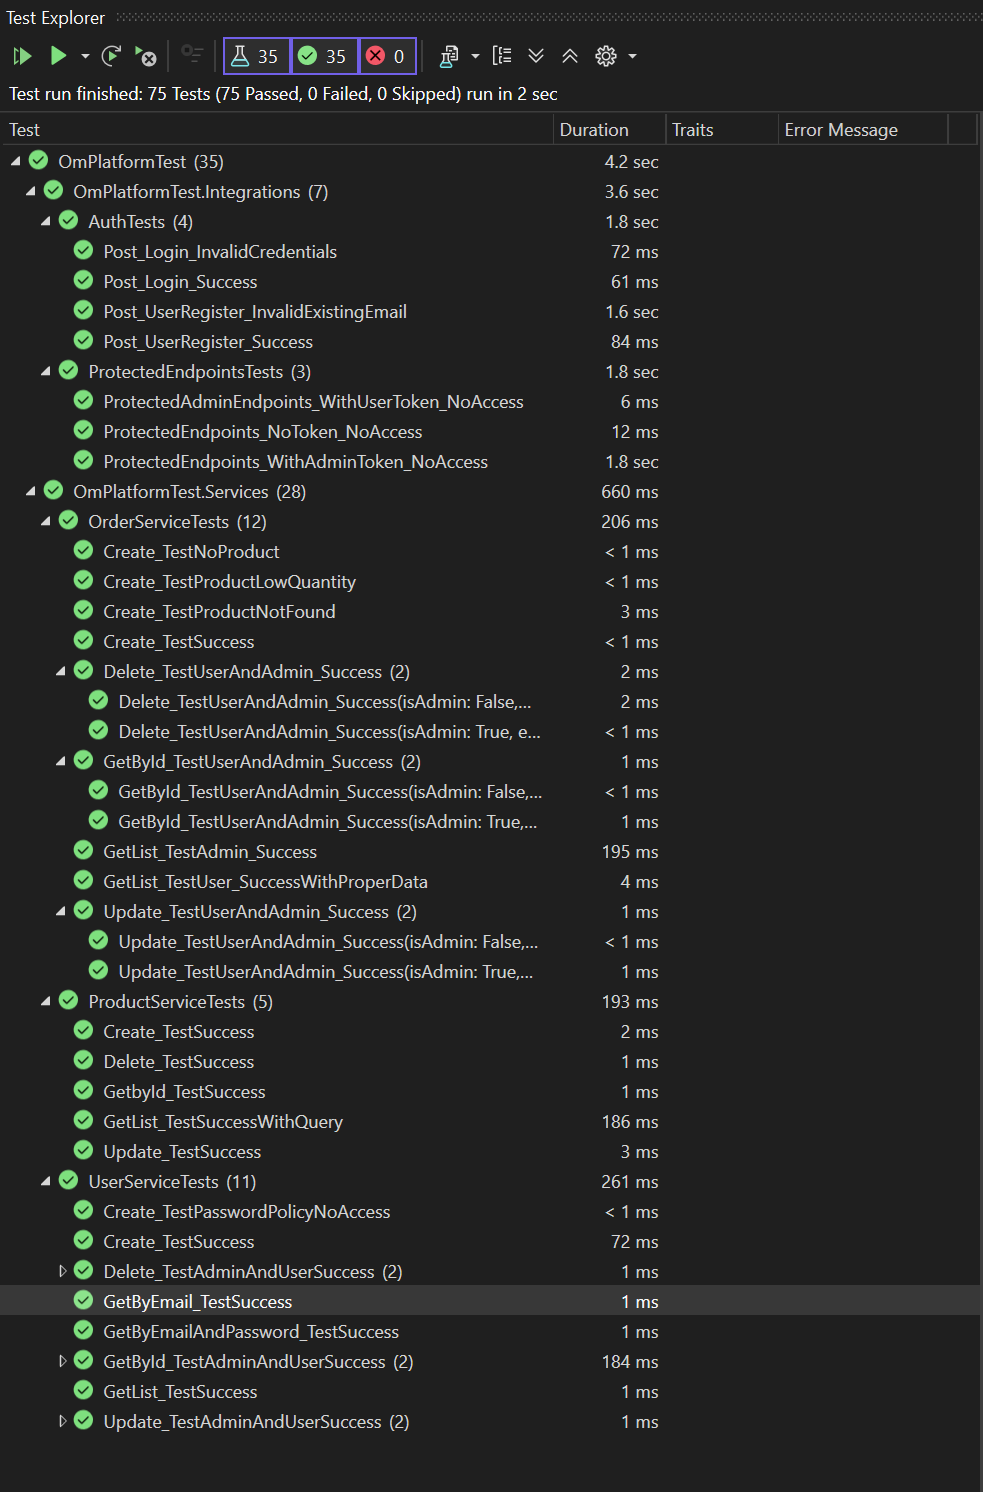 Test Explorer
35 35 0
Test run finished: 75 Tests (75 Passed, 0 Failed, 0 Skipped) run in 2 sec
Test Duration Traits Error Message
OmPlatformTest (35) 4.2 sec
OmPlatformTest.Integrations (7) 3.6 sec
AuthTests (4) 1.8 sec
Post_Login_InvalidCredentials 72 ms
Post_Login_Success 61 ms
Post_UserRegister_InvalidExistingEmail 1.6 sec
Post_UserRegister_Success 84 ms
ProtectedEndpointsTests (3) 1.8 sec
ProtectedAdminEndpoints_WithUserToken_NoAccess 6 ms
ProtectedEndpoints_NoToken_NoAccess 12 ms
ProtectedEndpoints_WithAdminToken_NoAccess 1.8 sec
OmPlatformTest.Services (28) 660 ms
OrderServiceTests (12) 206 ms
Create_TestNoProduct < 1 ms
Create_TestProductLowQuantity < 1 ms
Create_TestProductNotFound 3 ms
Create_TestSuccess < 1 ms
Delete_TestUserAndAdmin_Success (2) 2 ms
Delete_TestUserAndAdmin_Success(isAdmin: False,... 2 ms
Delete_TestUserAndAdmin_Success(isAdmin: True, e... < 1 ms
GetById_TestUserAndAdmin_Success (2) 1 ms
GetById_TestUserAndAdmin_Success(isAdmin: False,... < 1 ms
GetById_TestUserAndAdmin_Success(isAdmin: True,... 1 ms
GetList_TestAdmin_Success 195 ms
GetList_TestUser_SuccessWithProperData 4 ms
Update_TestUserAndAdmin_Success (2) 1 ms
Update_TestUserAndAdmin_Success(isAdmin: False,... < 1 ms
Update_TestUserAndAdmin_Success(isAdmin: True,... 1 ms
ProductServiceTests (5) 193 ms
Create_TestSuccess 2 ms
Delete_TestSuccess 1 ms
GetbyId_TestSuccess 1 ms
GetList_TestSuccessWithQuery 186 ms
Update_TestSuccess 3 ms
UserServiceTests (11) 261 ms
Create_TestPasswordPolicyNoAccess < 1 ms
Create_TestSuccess 72 ms
Delete_TestAdminAndUserSuccess (2) 1 ms
GetByEmail_TestSuccess 1 ms
GetByEmailAndPassword_TestSuccess 1 ms
GetById_TestAdminAndUserSuccess (2) 184 ms
GetList_TestSuccess 1 ms
Update_TestAdminAndUserSuccess (2) 1 ms